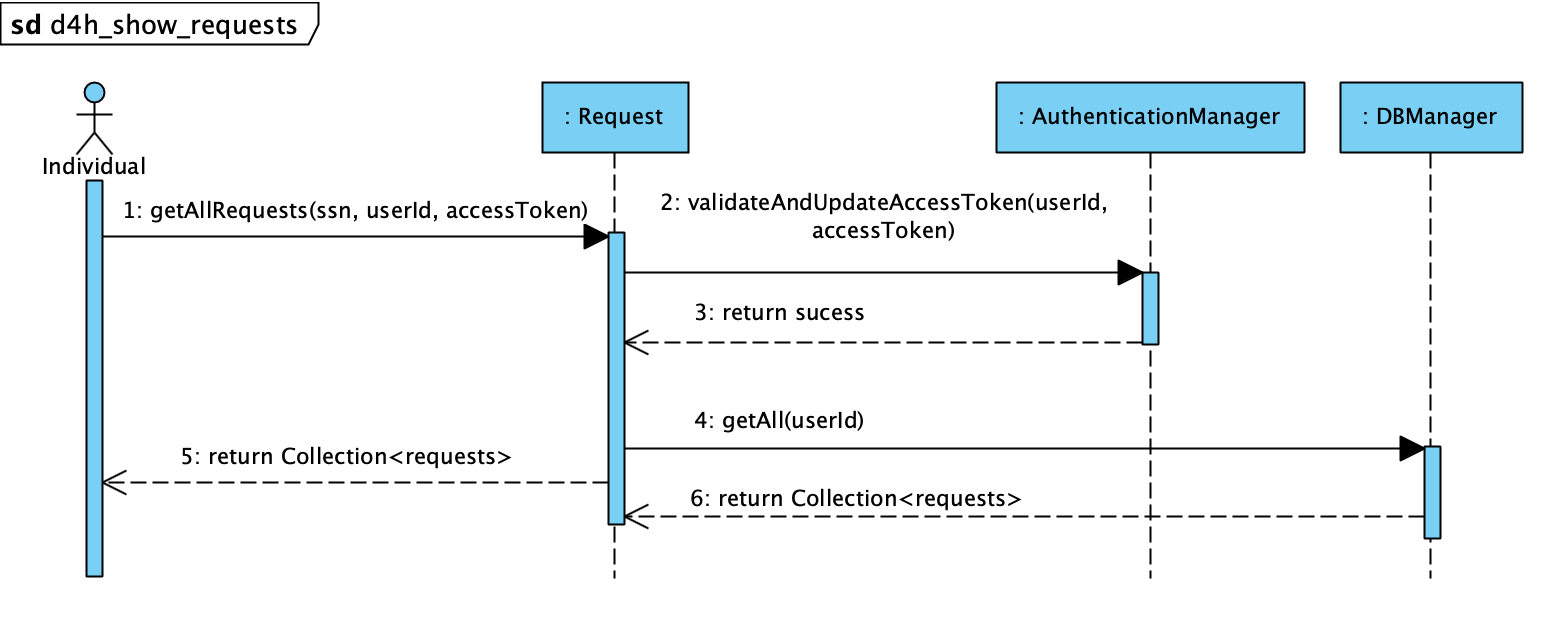 sd d4h_show_requests
Individual
: Request
: AuthenticationManager
: DBManager
1: getAllRequests(ssn, userId, accessToken)
2: validateAndUpdateAccessToken(userId,
accessToken)
3: return sucess
4: getAll(userId)
5: return Collection<requests>
6: return Collection<requests>